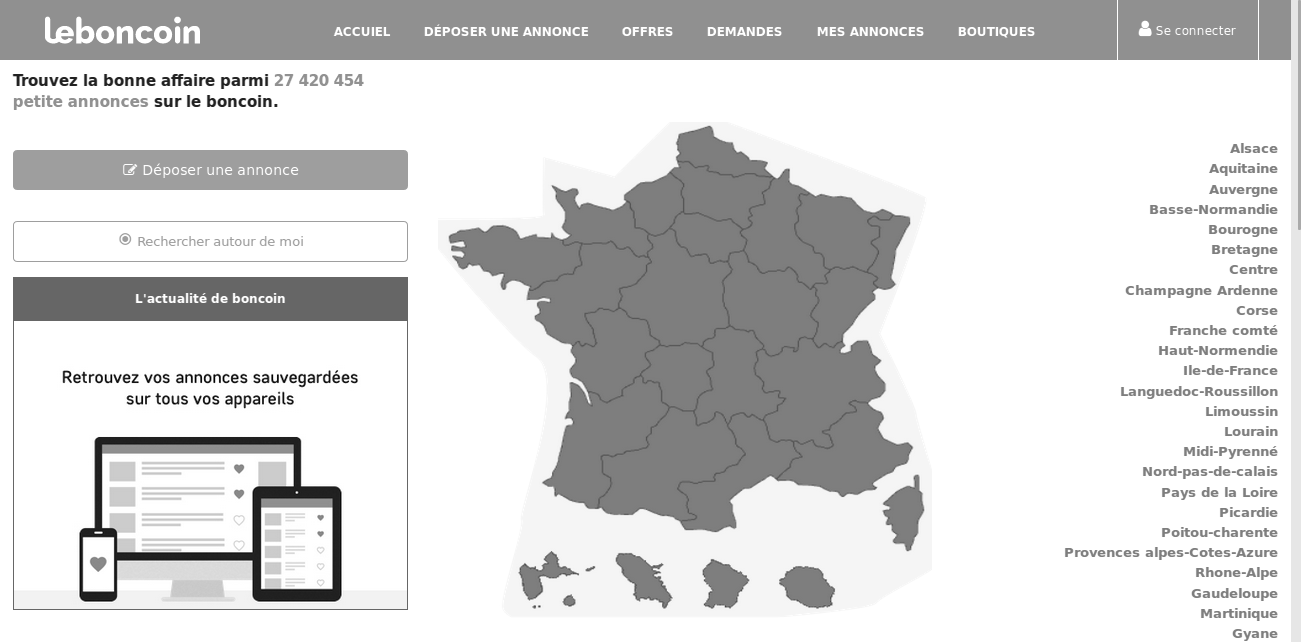 leboncoin
ACCUIEL
DÉPOSER UNE ANNONCE
OFFRES
DEMANDES
MES ANNONCES
BOUTIQUES
Se connecter
Trouvez la bonne affaire parmi 27 420 454
petite annonces sur le boncoin.
Déposer une annonce
Rechercher autour de moi
L'actualité de boncoin
Retrouvez vos annonces sauvegardées
sur tous vos appareils
Alsace
Aquitaine
Auvergne
Basse-Normandie
Bourogne
Bretagne
Centre
Champagne Ardenne
Corse
Franche comté
Haut-Normendie
Ile-de-France
Languedoc-Roussillon
Limoussin
Lourain
Midi-Pyrenné
Nord-pas-de-calais
Pays de la Loire
Picardie
Poitou-charente
Provences alpes-Cotes-Azure
Rhone-Alpe
Gaudeloupe
Martinique
Gyane